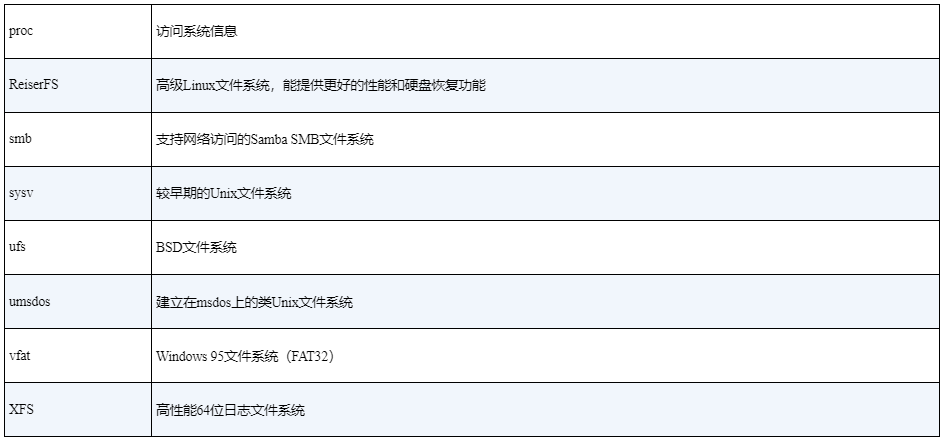 proc 访问系统信息
ReiserFS 高级Linux文件系统，能提供更好的性能和硬盘恢复功能
smb 支持网络访问的Samba SMB文件系统
sysv 较早期的Unix文件系统
ufs BSD文件系统
umsdos 建立在msdos上的类Unix文件系统
vfat Windows 95文件系统（FAT32）
XFS 高性能64位日志文件系统